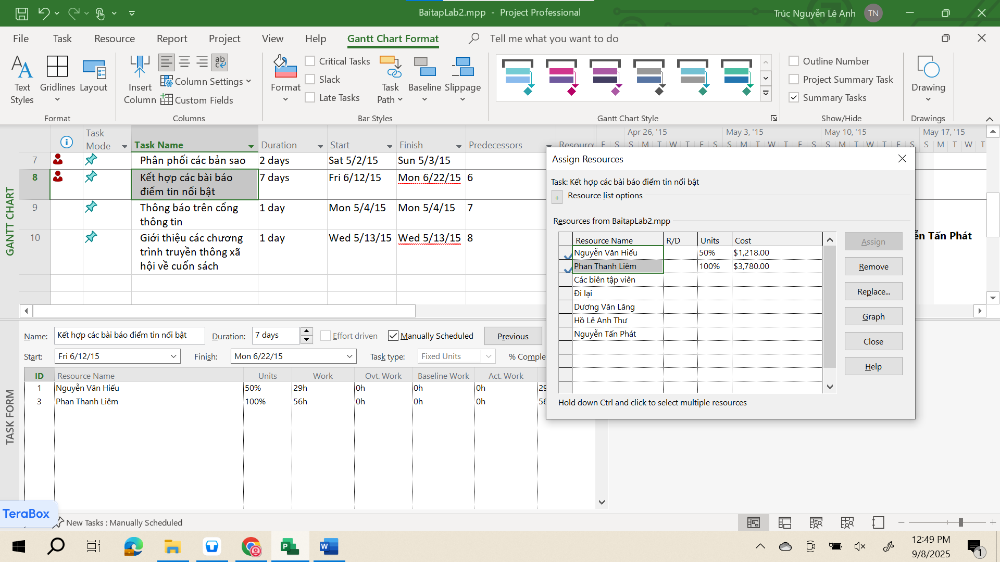 BaitapLab2.mpp - Project Professional
Trúc Nguyễn Lê Anh
TN
File Task Resource Report Project View Help Gantt Chart Format Tell me what you want to do
Text Styles
Gridlines
Layout
Format
Insert Column
Column Settings
Custom Fields
Columns
Format
Critical Tasks
Slack
Late Tasks
Task Path
Baseline
Slippage
Bar Styles
Gantt Chart Style
Outline Number
Project Summary Task
Summary Tasks
Show/Hide
Drawing
Drawings
Task Mode Task Name Duration Start Finish Predecessors Resource
Apr 26, '15 May 3, '15 May 10, '15 May 17, '15
F S S M T W T F S S M T W T F S S M T W T F S S M T W T
GANTT CHART
7 Phân phối các bản sao 2 days Sat 5/2/15 Sun 5/3/15
8 Kết hợp các bài báo 7 days Fri 6/12/15 Mon 6/22/15 6
điểm tin nổi bật
9 Thông báo trên cổng 1 day Mon 5/4/15 Mon 5/4/15 7
thông tin
10 Giới thiệu các chương 1 day Wed 5/13/15 Wed 5/13/15 8
trình truyền thông xã
hội về cuốn sách
ễn Tấn Phát
Assign Resources
Task: Kết hợp các bài báo điểm tin nổi bật
+ Resource list options
Resources from BaitapLab2.mpp
Resource Name R/D Units Cost
Nguyễn Văn Hiếu 50% $1,218.00
Phan Thanh Liêm 100% $3,780.00
Các biên tập viên
Đi lại
Dương Văn Lăng
Hồ Lê Anh Thư
Nguyễn Tấn Phát
Assign
Remove
Replace...
Graph
Close
Help
Hold down Ctrl and click to select multiple resources
TASK FORM
Name: Kết hợp các bài báo điểm tin nổi bật Duration: 7 days Effort driven Manually Scheduled Previous
Start: Fri 6/12/15 Finish: Mon 6/22/15 Task type: Fixed Units % Comple
ID Resource Name Units Work Ovt. Work Baseline Work Act. Work
1 Nguyễn Văn Hiếu 50% 29h 0h 0h 0h 29
3 Phan Thanh Liêm 100% 56h 0h 0h 0h 56
TeraBox
New Tasks : Manually Scheduled
12:49 PM
9/8/2025
1